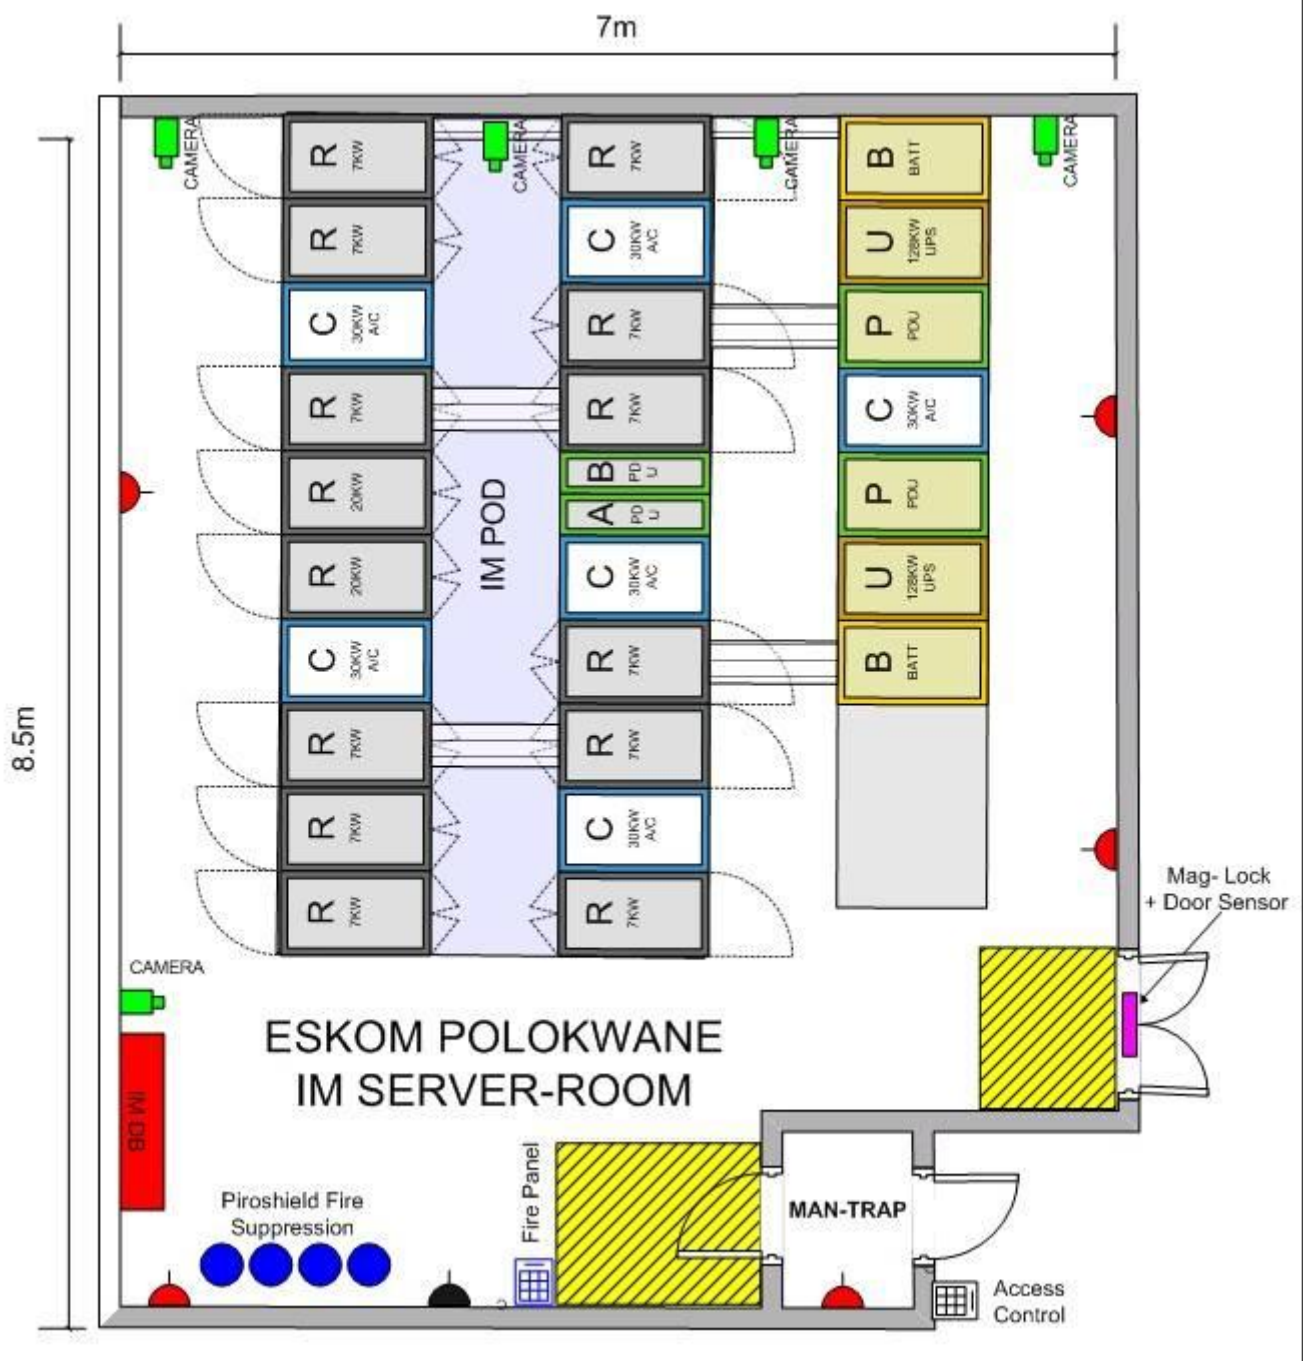 7m
8.5m
CAMERA
CAMERA
CAMERA
CAMERA
R
7KW
R
7KW
C
30KW
A/C
R
7KW
R
20KW
R
20KW
C
30KW
A/C
R
7KW
R
7KW
R
7KW
IM POD
R
7KW
C
30KW
A/C
R
7KW
R
7KW
B
PD
U
A
PD
U
C
30KW
A/C
R
7KW
R
7KW
C
30KW
A/C
R
7KW
B
BATT
U
128KW
UPS
P
PDU
C
30KW
A/C
P
PDU
U
128KW
UPS
B
BATT
Mag- Lock
+ Door Sensor
CAMERA
ESKOM POLOKWANE
IM SERVER-ROOM
IM DB
Piroshield Fire
Suppression
Fire Panel
MAN-TRAP
Access
Control